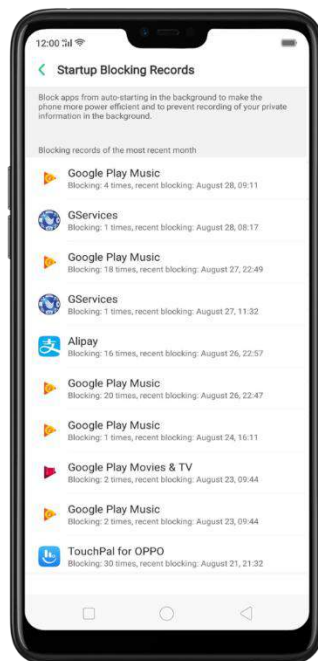 12:00
Startup Blocking Records
Block apps from auto-starting in the background to make the
phone more power efficient and to prevent recording of your private
information in the background.
Blocking records of the most recent month
Google Play Music
Blocking: 4 times, recent blocking: August 28, 09:11
GServices
Blocking: 1 times, recent blocking: August 28, 08:17
Google Play Music
Blocking: 18 times, recent blocking: August 27, 22:49
GServices
Blocking: 1 times, recent blocking: August 27, 11:32
Alipay
Blocking: 16 times, recent blocking: August 26, 22:57
Google Play Music
Blocking: 20 times, recent blocking: August 26, 22:47
Google Play Music
Blocking: 1 times, recent blocking: August 24, 16:11
Google Play Movies & TV
Blocking: 2 times, recent blocking: August 23, 09:44
Google Play Music
Blocking: 2 times, recent blocking: August 23, 09:44
TouchPal for OPPO
Blocking: 30 times, recent blocking: August 21, 21:32